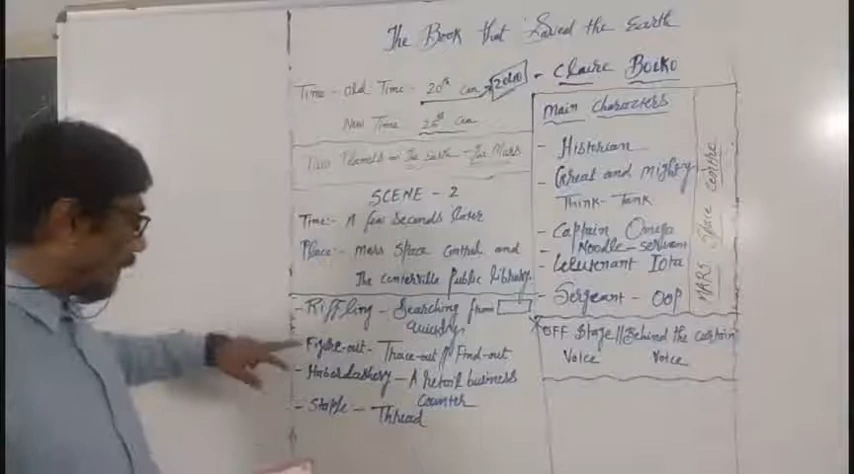 The Book that Saved the Earth
- Claire Boiko
Time - Old Time - 20th Cen → 2040
New Time 25th Cen
Two Planets - The earth - The Mars
SCENE - 2
Time:- A few Seconds later
Place:- Mars Space Control and
The Centerville Public library.
- Riffling - Searching from
quickly
Figure-out - Trace-out / Find-out
- Haberdashery - A retail business
Counter
- Staple - Thread
Main Characters
- Historian
- Great and mighty
Think-Tank
- Captain Omega
- Noodle - servant
- Leiutenant Iota
- Sergeant - OOP
MARS Space centre
OFF Stage // Behind the curtain
Voice Voice